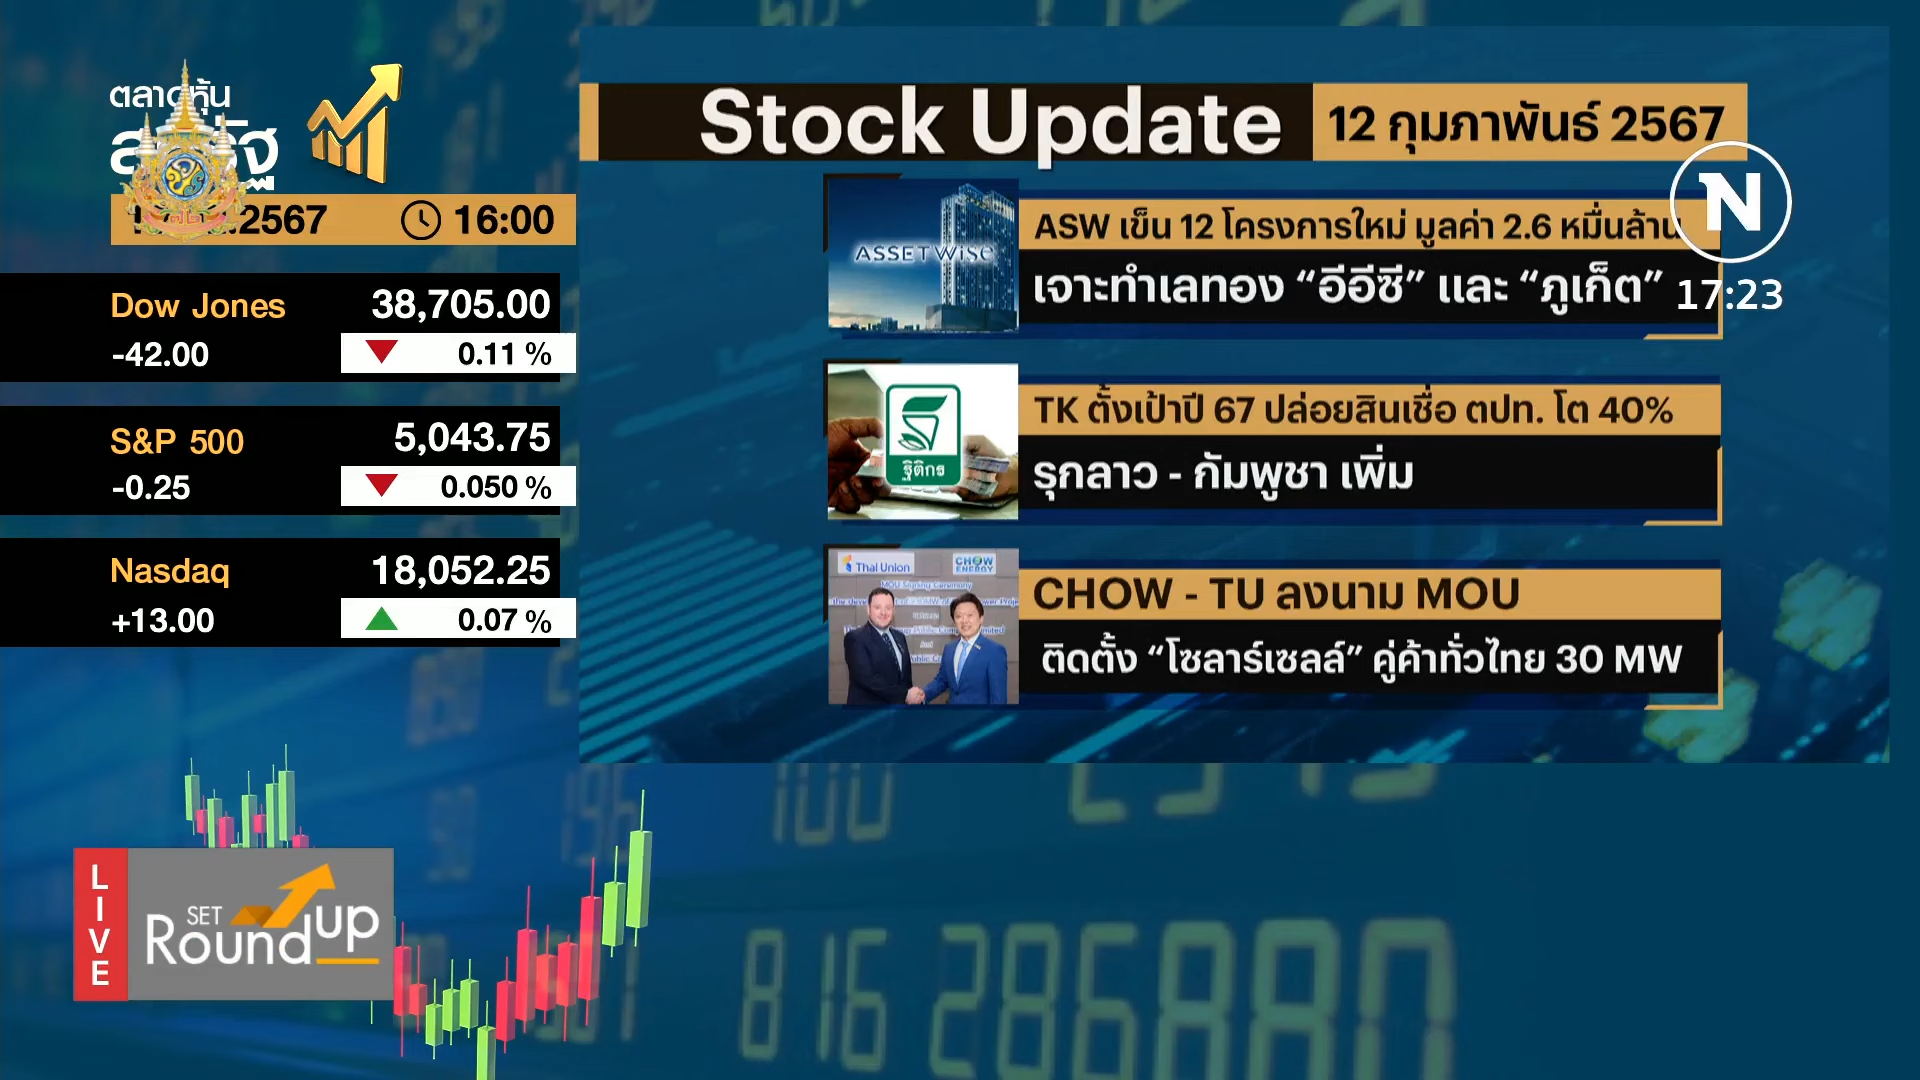 ตลาดหุ้น
2567
16:00
Dow Jones 38,705.00
-42.00 0.11 %
S&P 500 5,043.75
-0.25 0.050 %
Nasdaq 18,052.25
+13.00 0.07 %
Stock Update
12 กุมภาพันธ์ 2567
N
17:23
ASSETWISE
ASW เข็น 12 โครงการใหม่ มูลค่า 2.6 หมื่นล้าน
เจาะทำเลทอง “อีอีซี” และ “ภูเก็ต”
ฐิติกร
TK ตั้งเป้าปี 67 ปล่อยสินเชื่อ ตปท. โต 40%
รุกลาว - กัมพูชา เพิ่ม
Thai Union
CHOW ENERGY
MOU Signing Ceremony
CHOW - TU ลงนาม MOU
ติดตั้ง “โซลาร์เซลล์” คู่ค้าทั่วไทย 30 MW
LIVE
SET
Roundup
816 286880